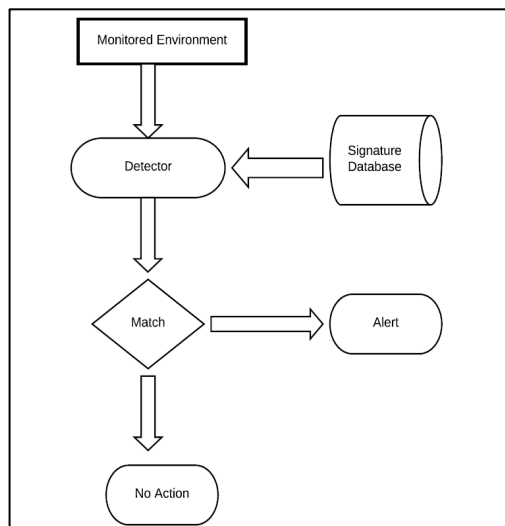 Monitored Environment
Detector
Signature
Database
Match
Alert
No Action